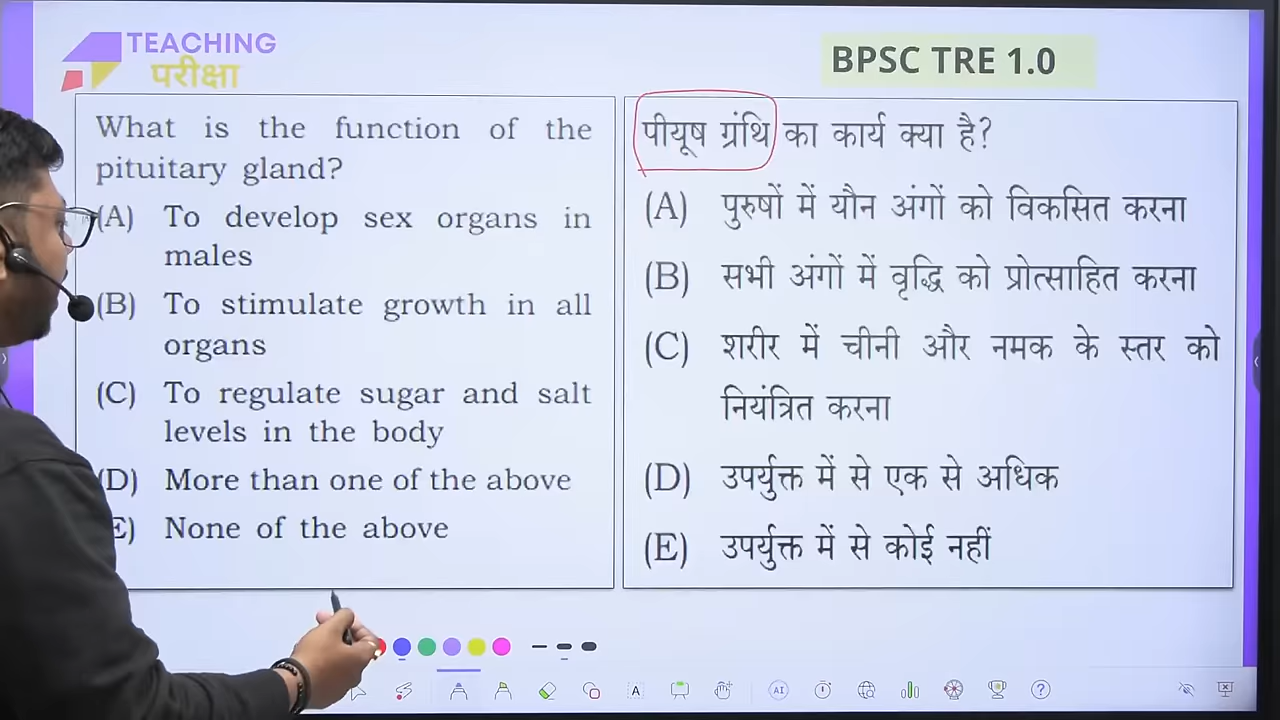 TEACHING
परीक्षा
BPSC TRE 1.0
What is the function of the
pituitary gland?
(A) To develop sex organs in
males
(B) To stimulate growth in all
organs
(C) To regulate sugar and salt
levels in the body
(D) More than one of the above
E) None of the above
पीयूष ग्रंथि का कार्य क्या है?
(A) पुरुषों में यौन अंगों को विकसित करना
(B) सभी अंगों में वृद्धि को प्रोत्साहित करना
(C) शरीर में चीनी और नमक के स्तर को
नियंत्रित करना
(D) उपर्युक्त में से एक से अधिक
(E) उपर्युक्त में से कोई नहीं
A
AI
?